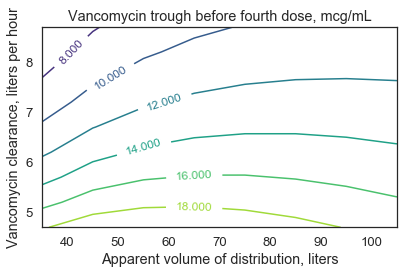 Vancomycin trough before fourth dose, mcg/mL
Vancomycin clearance, liters per hour
8
7
6
5
8.000
10.000
12.000
14.000
16.000
18.000
40 50 60 70 80 90 100
Apparent volume of distribution, liters